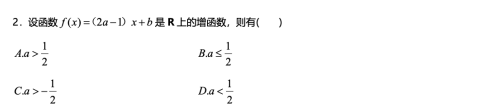 2．设函数 f(x)=(2a−1) x+b 是 R 上的增函数，则有(　　)
A.a > 1/2　　B.a ≤ 1/2
C.a > − 1/2　　D.a < 1/2